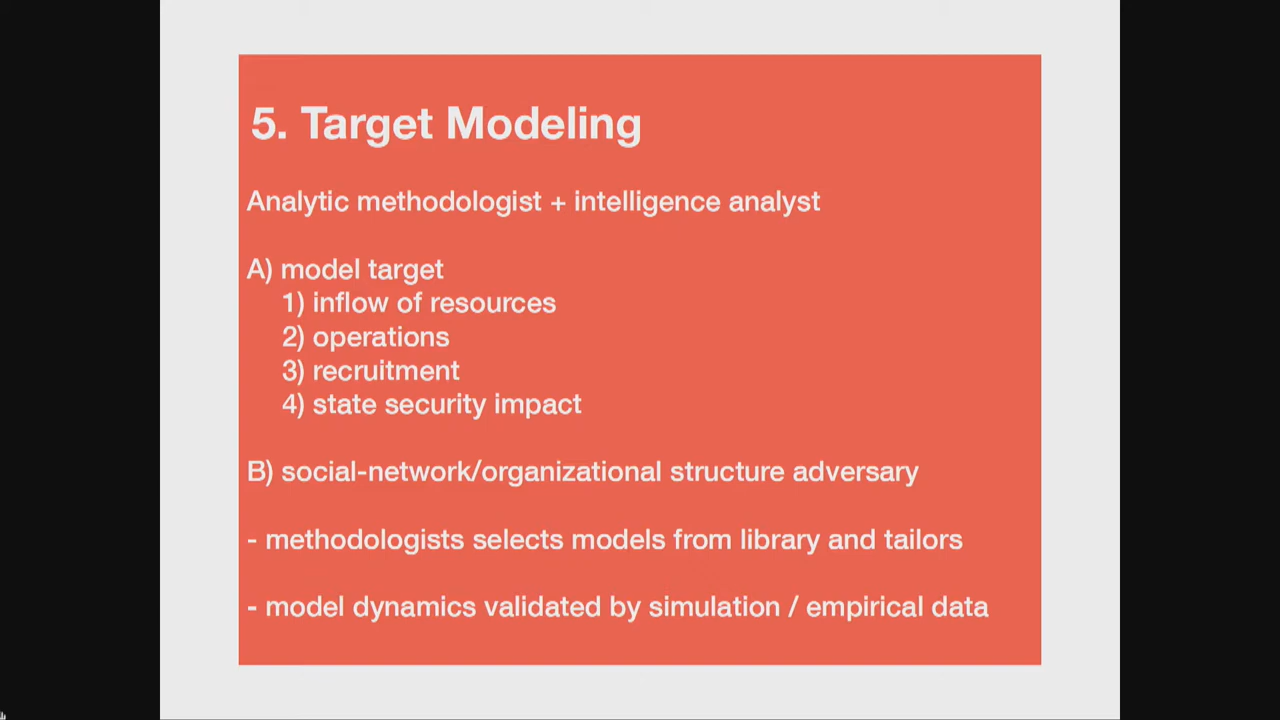 5. Target Modeling
Analytic methodologist + intelligence analyst
A) model target
1) inflow of resources
2) operations
3) recruitment
4) state security impact
B) social-network/organizational structure adversary
- methodologists selects models from library and tailors
- model dynamics validated by simulation / empirical data